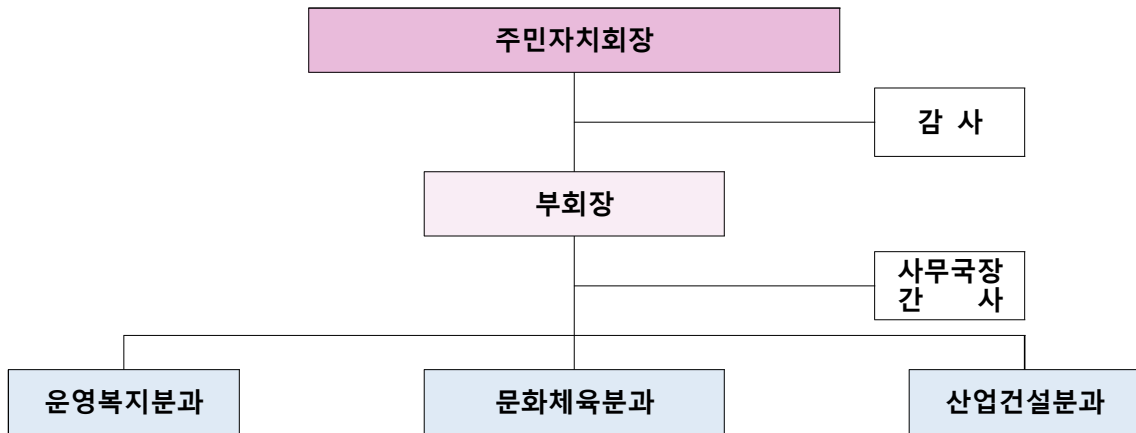 주민자치회장
감 사
부회장
사무국장
간 사
운영복지분과
문화체육분과
산업건설분과